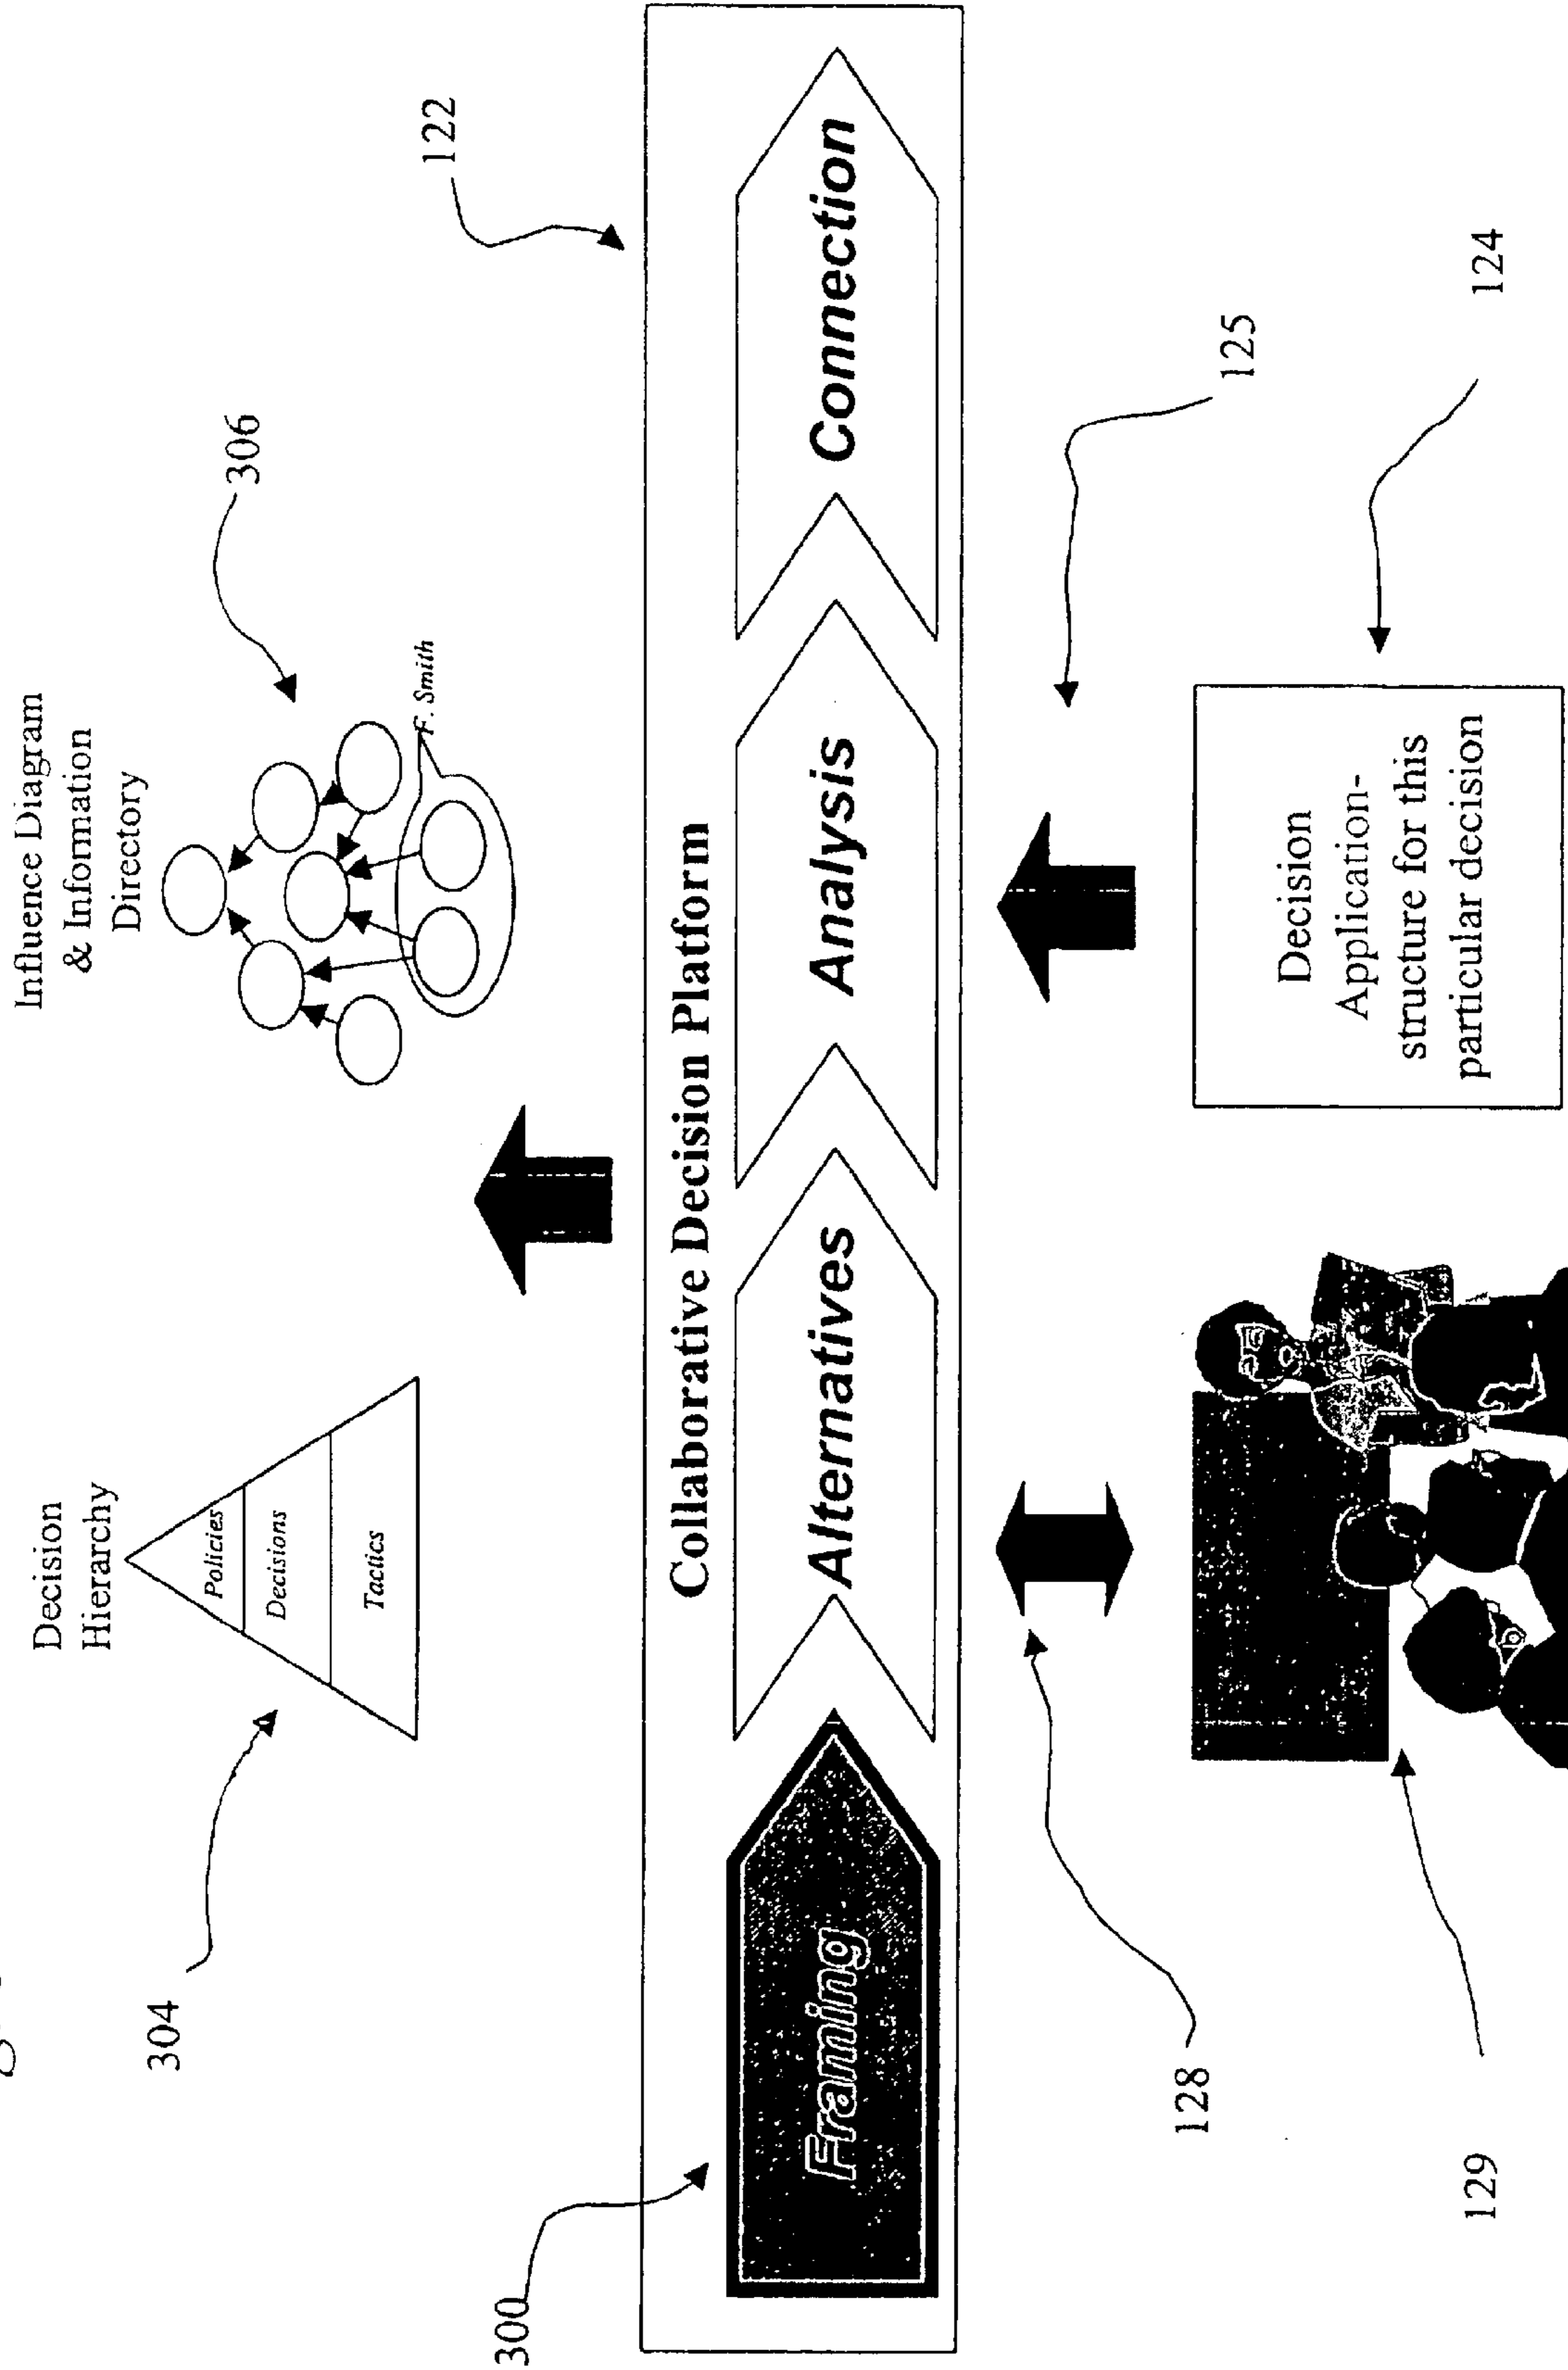 304
Decision
Hierarchy
Policies
Decisions
Tactics
Influence Diagram
& Information
Directory
F. Smith
306
122
300
Collaborative Decision Platform
Framing
Alternatives
Analysis
Connection
128
129
125
Decision
Application-
structure for this
particular decision
124